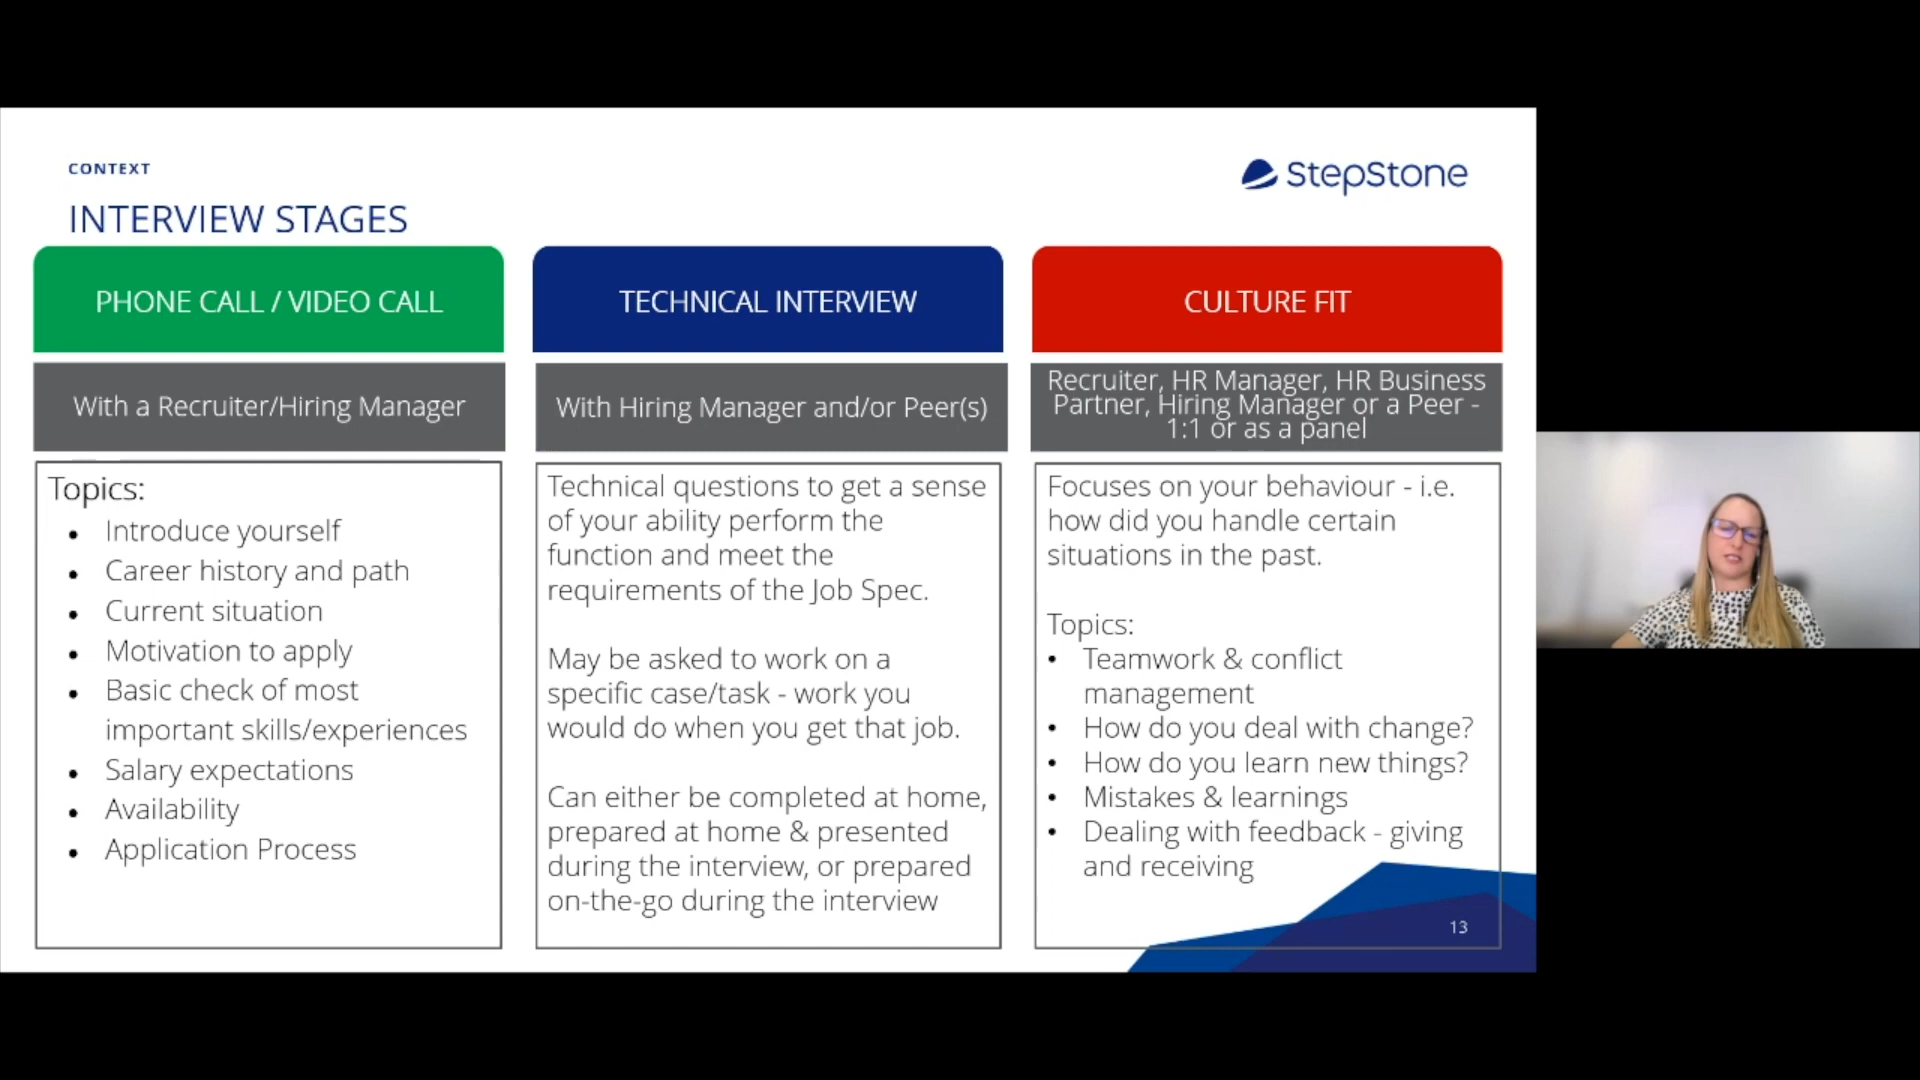 CONTEXT
StepStone
INTERVIEW STAGES
PHONE CALL / VIDEO CALL
With a Recruiter/Hiring Manager
Topics:
• Introduce yourself
• Career history and path
• Current situation
• Motivation to apply
• Basic check of most
important skills/experiences
• Salary expectations
• Availability
• Application Process
TECHNICAL INTERVIEW
With Hiring Manager and/or Peer(s)
Technical questions to get a sense
of your ability perform the
function and meet the
requirements of the Job Spec.
May be asked to work on a
specific case/task - work you
would do when you get that job.
Can either be completed at home,
prepared at home & presented
during the interview, or prepared
on-the-go during the interview
CULTURE FIT
Recruiter, HR Manager, HR Business
Partner, Hiring Manager or a Peer -
1:1 or as a panel
Focuses on your behaviour - i.e.
how did you handle certain
situations in the past.
Topics:
• Teamwork & conflict
management
• How do you deal with change?
• How do you learn new things?
• Mistakes & learnings
• Dealing with feedback - giving
and receiving
13